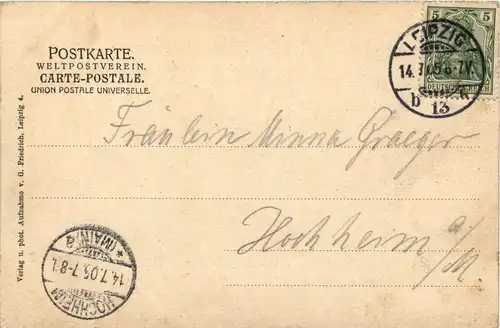 POSTKARTE.
WELTPOSTVEREIN.
CARTE-POSTALE.
UNION POSTALE UNIVERSELLE.
5 5
DEUTSCHES REICH
LEIPZIG
14.7.05.6-7V.
b 13
Fräulein Minna Graeger
Hochheim a/M
Verlag u. phot. Aufnahme v. G. Friedrich, Leipzig 4.
HOCHHEIM
14.7.05.7-8
* (MAIN) a